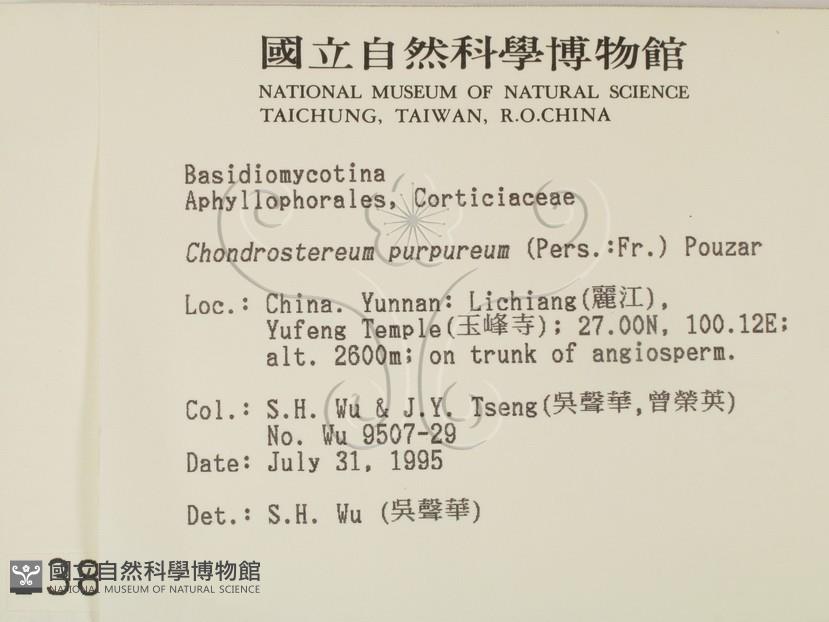 國立自然科學博物館
NATIONAL MUSEUM OF NATURAL SCIENCE
TAICHUNG, TAIWAN, R.O.CHINA
Basidiomycotina
Aphyllophorales, Corticiaceae
Chondrostereum purpureum (Pers.:Fr.) Pouzar
Loc.: China. Yunnan: Lichiang(麗江),
Yufeng Temple(玉峰寺); 27.00N, 100.12E;
alt. 2600m; on trunk of angiosperm.
Col.: S.H. Wu & J.Y. Tseng(吳聲華,曾榮英)
No. Wu 9507-29
Date: July 31, 1995
Det.: S.H. Wu (吳聲華)
38
國立自然科學博物館
NATIONAL MUSEUM OF NATURAL SCIENCE